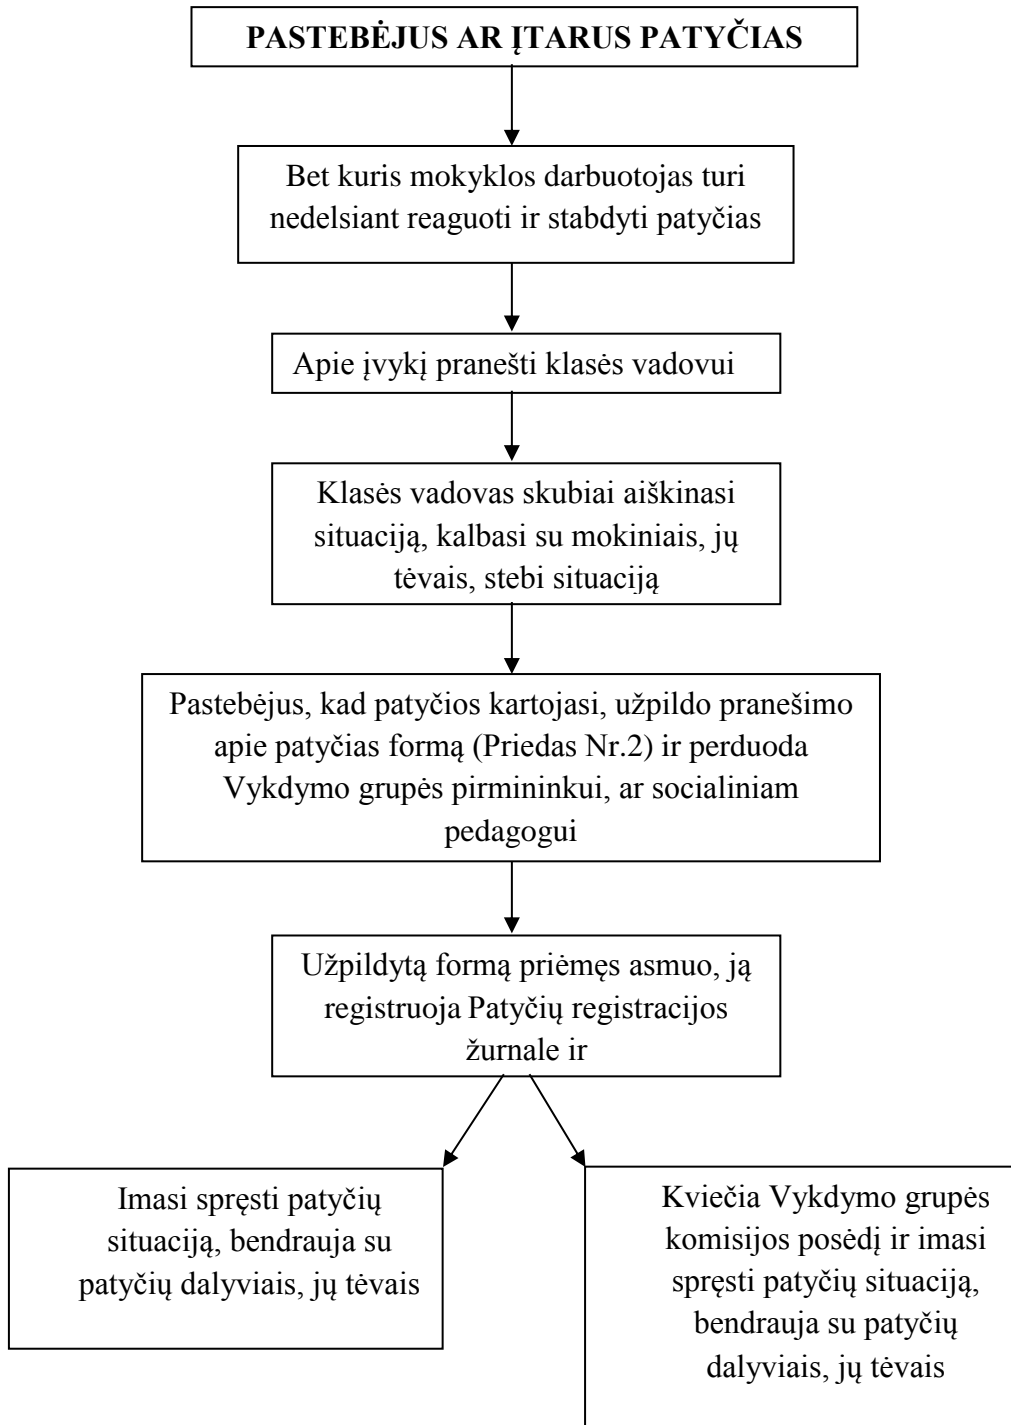 PASTEBĖJUS AR ĮTARUS PATYČIAS
Bet kuris mokyklos darbuotojas turi
nedelsiant reaguoti ir stabdyti patyčias
Apie įvykį pranešti klasės vadovui
Klasės vadovas skubiai aiškinasi
situaciją, kalbasi su mokiniais, jų
tėvais, stebi situaciją
Pastebėjus, kad patyčios kartojasi, užpildo pranešimo
apie patyčias formą (Priedas Nr.2) ir perduoda
Vykdymo grupės pirmininkui, ar socialiniam
pedagogui
Užpildytą formą priėmęs asmuo, ją
registruoja Patyčių registracijos
žurnale ir
Imasi spręsti patyčių
situaciją, bendrauja su
patyčių dalyviais, jų tėvais
Kviečia Vykdymo grupės
komisijos posėdį ir imasi
spręsti patyčių situaciją,
bendrauja su patyčių
dalyviais, jų tėvais